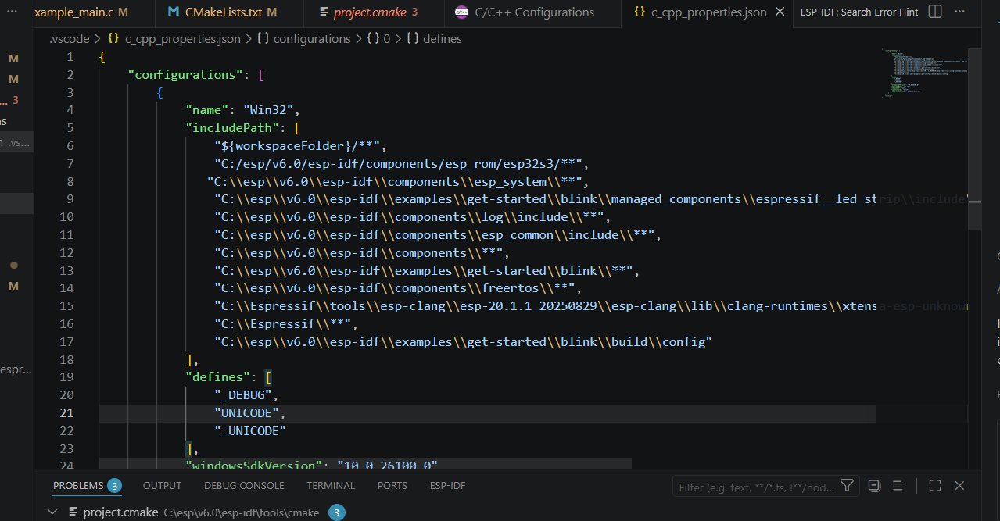 xample_main.c M CMakeLists.txt M project.cmake 3 C/C++ Configurations {} c_cpp_properties.json ESP-IDF: Search Error Hint
.vscode > {} c_cpp_properties.json > [ ] configurations > { } 0 > [ ] defines
1 {
2 "configurations": [
3 {
4 "name": "Win32",
5 "includePath": [
6 "${workspaceFolder}/**",
7 "C:/esp/v6.0/esp-idf/components/esp_rom/esp32s3/**",
8 "C:\\esp\\v6.0\\esp-idf\\components\\esp_system\\**",
9 "C:\\esp\\v6.0\\esp-idf\\examples\\get-started\\blink\\managed_components\\espressif__led_strip\\include"
10 "C:\\esp\\v6.0\\esp-idf\\components\\log\\include\\**",
11 "C:\\esp\\v6.0\\esp-idf\\components\\esp_common\\include\\**",
12 "C:\\esp\\v6.0\\esp-idf\\components\\**",
13 "C:\\esp\\v6.0\\esp-idf\\examples\\get-started\\blink\\**",
14 "C:\\esp\\v6.0\\esp-idf\\components\\freertos\\**",
15 "C:\\Espressif\\tools\\esp-clang\\esp-20.1.1_20250829\\esp-clang\\lib\\clang-runtimes\\xtensa-esp-unknown
16 "C:\\Espressif\\**",
17 "C:\\esp\\v6.0\\esp-idf\\examples\\get-started\\blink\\build\\config"
18 ],
19 "defines": [
20 "_DEBUG",
21 "UNICODE",
22 "_UNICODE"
23 ],
24 "windowsSdkVersion": "10.0.26100.0"
M
M
... 3
ns
.vs...
M
espr...
PROBLEMS 3 OUTPUT DEBUG CONSOLE TERMINAL PORTS ESP-IDF Filter (e.g. text, **/*.ts, !**/nod...
project.cmake C:\esp\v6.0\esp-idf\tools\cmake 3